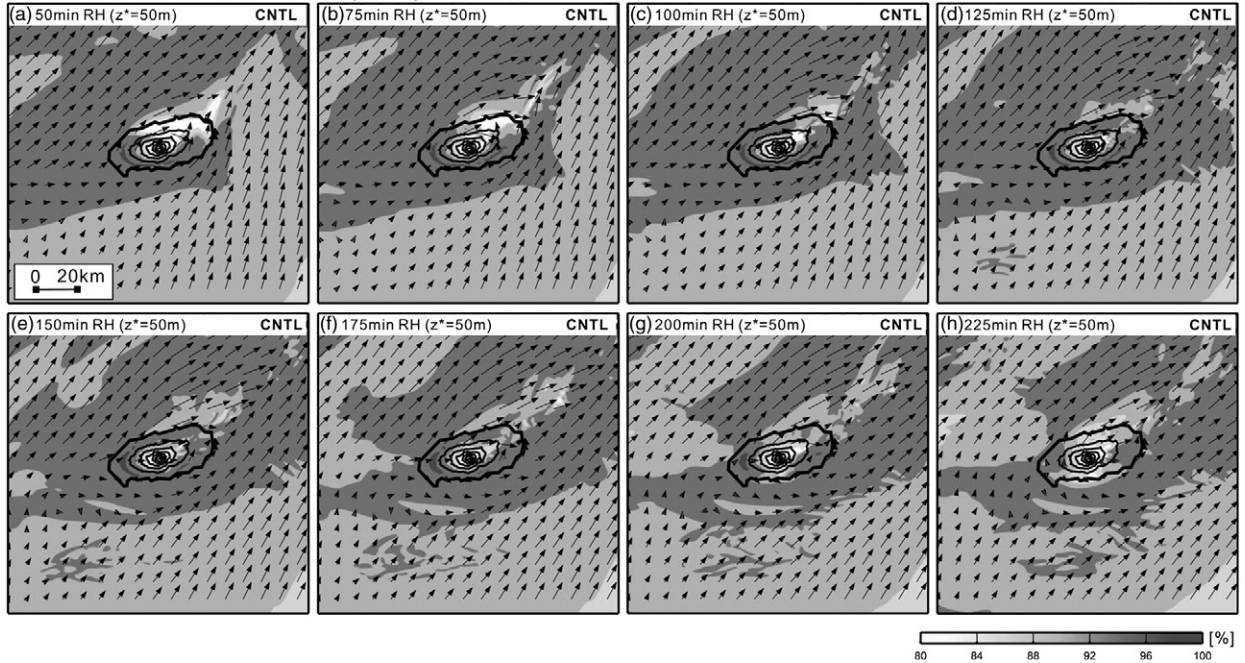 (a) 50min RH (z*=50m) CNTL
(b) 75min RH (z*=50m) CNTL
(c) 100min RH (z*=50m) CNTL
(d) 125min RH (z*=50m) CNTL
0 20km
(e) 150min RH (z*=50m) CNTL
(f) 175min RH (z*=50m) CNTL
(g) 200min RH (z*=50m) CNTL
(h) 225min RH (z*=50m) CNTL
[%]
80 84 88 92 96 100